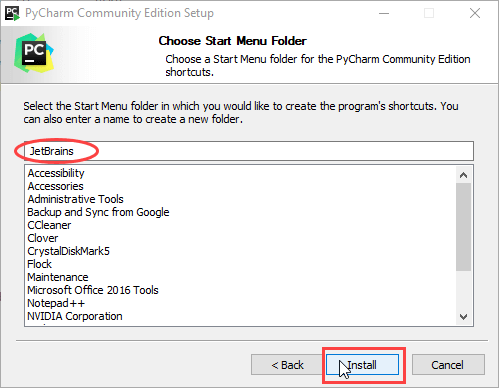 PyCharm Community Edition Setup
PC
Choose Start Menu Folder
Choose a Start Menu folder for the PyCharm Community Edition
shortcuts.
Select the Start Menu folder in which you would like to create the program's shortcuts. You
can also enter a name to create a new folder.
JetBrains
Accessibility
Accessories
Administrative Tools
Backup and Sync from Google
CCleaner
Clover
CrystalDiskMark5
Flock
Maintenance
Microsoft Office 2016 Tools
Notepad++
NVIDIA Corporation
< Back Install Cancel